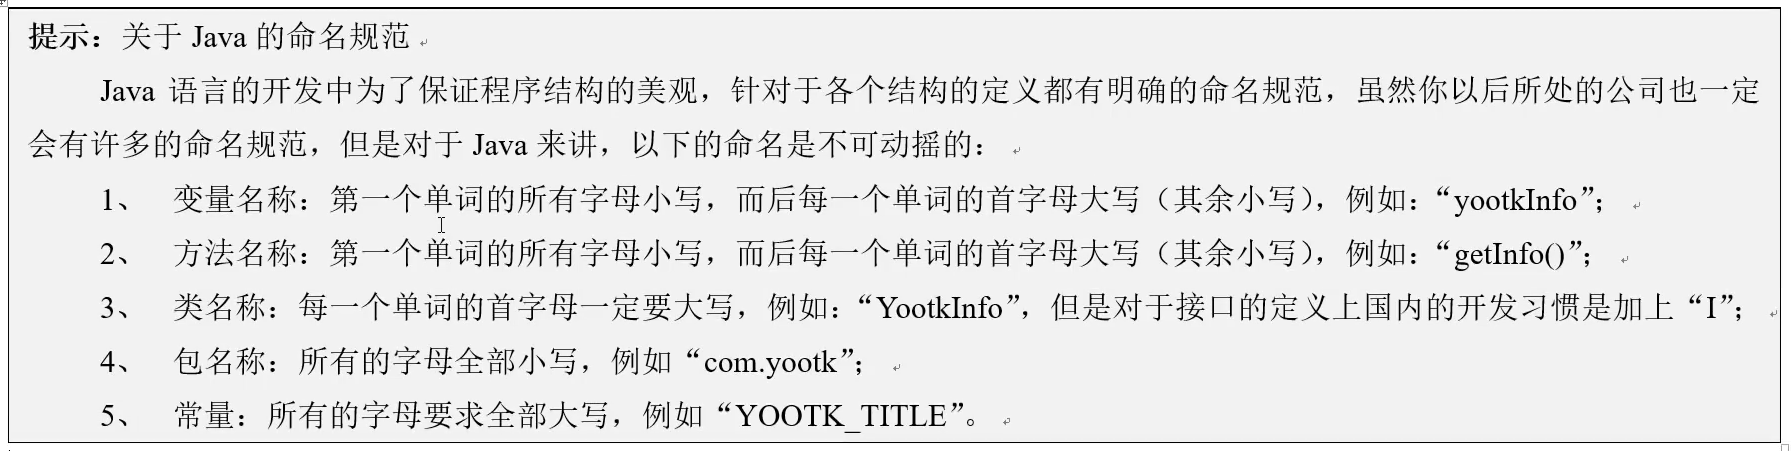 提示：关于 Java 的命名规范
Java 语言的开发中为了保证程序结构的美观，针对于各个结构的定义都有明确的命名规范，虽然你以后所处的公司也一定
会有许多的命名规范，但是对于 Java 来讲，以下的命名是不可动摇的：
1、 变量名称：第一个单词的所有字母小写，而后每一个单词的首字母大写（其余小写），例如：“yootkInfo”；
2、 方法名称：第一个单词的所有字母小写，而后每一个单词的首字母大写（其余小写），例如：“getInfo()”；
3、 类名称：每一个单词的首字母一定要大写，例如：“YootkInfo”，但是对于接口的定义上国内的开发习惯是加上“I”；
4、 包名称：所有的字母全部小写，例如“com.yootk”；
5、 常量：所有的字母要求全部大写，例如“YOOTK_TITLE”。